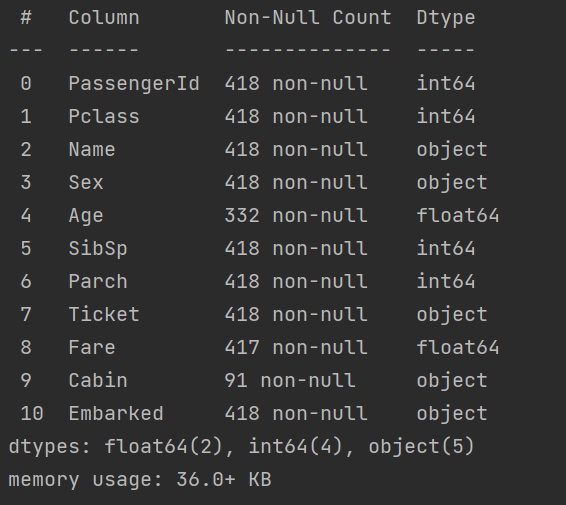 #   Column       Non-Null Count  Dtype
---  ------       --------------  -----
 0   PassengerId  418 non-null    int64
 1   Pclass       418 non-null    int64
 2   Name         418 non-null    object
 3   Sex          418 non-null    object
 4   Age          332 non-null    float64
 5   SibSp        418 non-null    int64
 6   Parch        418 non-null    int64
 7   Ticket       418 non-null    object
 8   Fare         417 non-null    float64
 9   Cabin        91 non-null     object
 10  Embarked     418 non-null    object
dtypes: float64(2), int64(4), object(5)
memory usage: 36.0+ KB